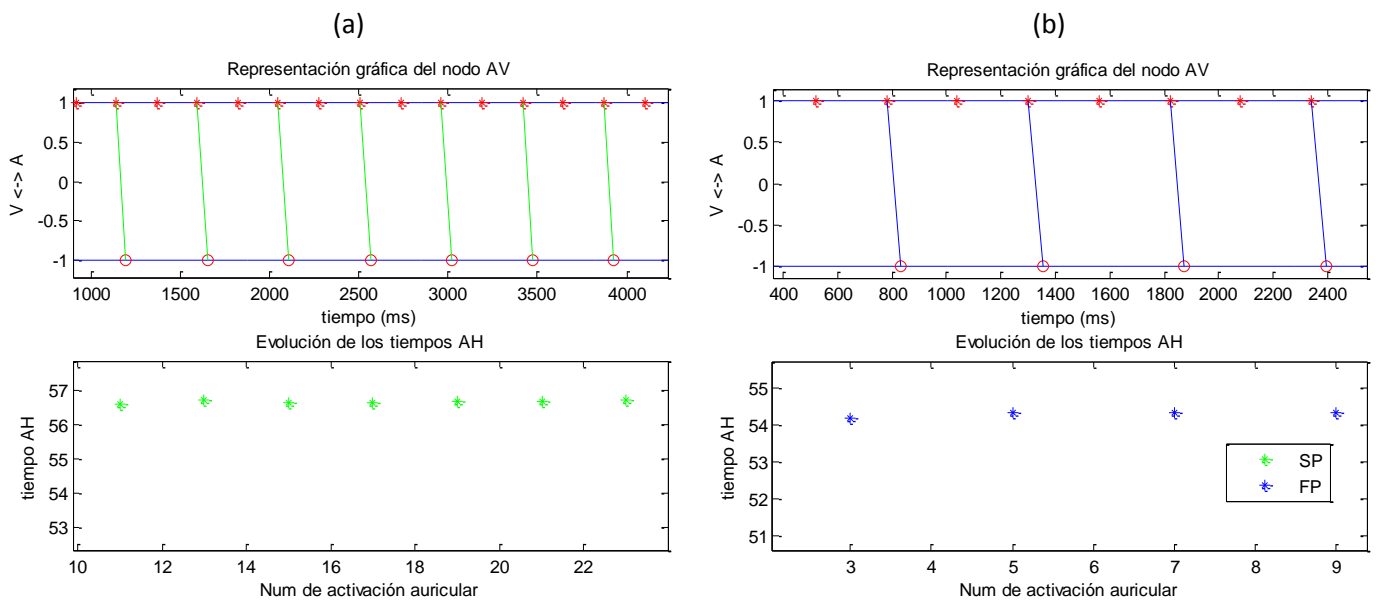 (a)
Representación gráfica del nodo AV
1
0.5
0
-0.5
-1
V <-> A
1000 1500 2000 2500 3000 3500 4000
tiempo (ms)
Evolución de los tiempos AH
57
56
55
54
53
tiempo AH
10 12 14 16 18 20 22
Num de activación auricular
(b)
Representación gráfica del nodo AV
1
0.5
0
-0.5
-1
V <-> A
400 600 800 1000 1200 1400 1600 1800 2000 2200 2400
tiempo (ms)
Evolución de los tiempos AH
55
54
53
52
51
tiempo AH
SP
FP
3 4 5 6 7 8 9
Num de activación auricular